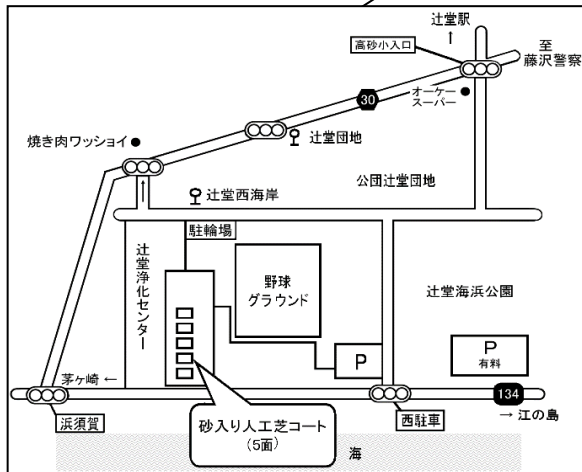 辻堂駅
↑
高砂小入口
至
藤沢警察
30
オーケー
スーパー
焼き肉ワッショイ
辻堂団地
公団辻堂団地
辻堂西海岸
↑
駐輪場
辻堂浄化センター
野球
グラウンド
辻堂海浜公園
P
P
有料
茅ヶ崎 ←
134
→ 江の島
浜須賀
砂入り人工芝コート
(5面)
西駐車
海